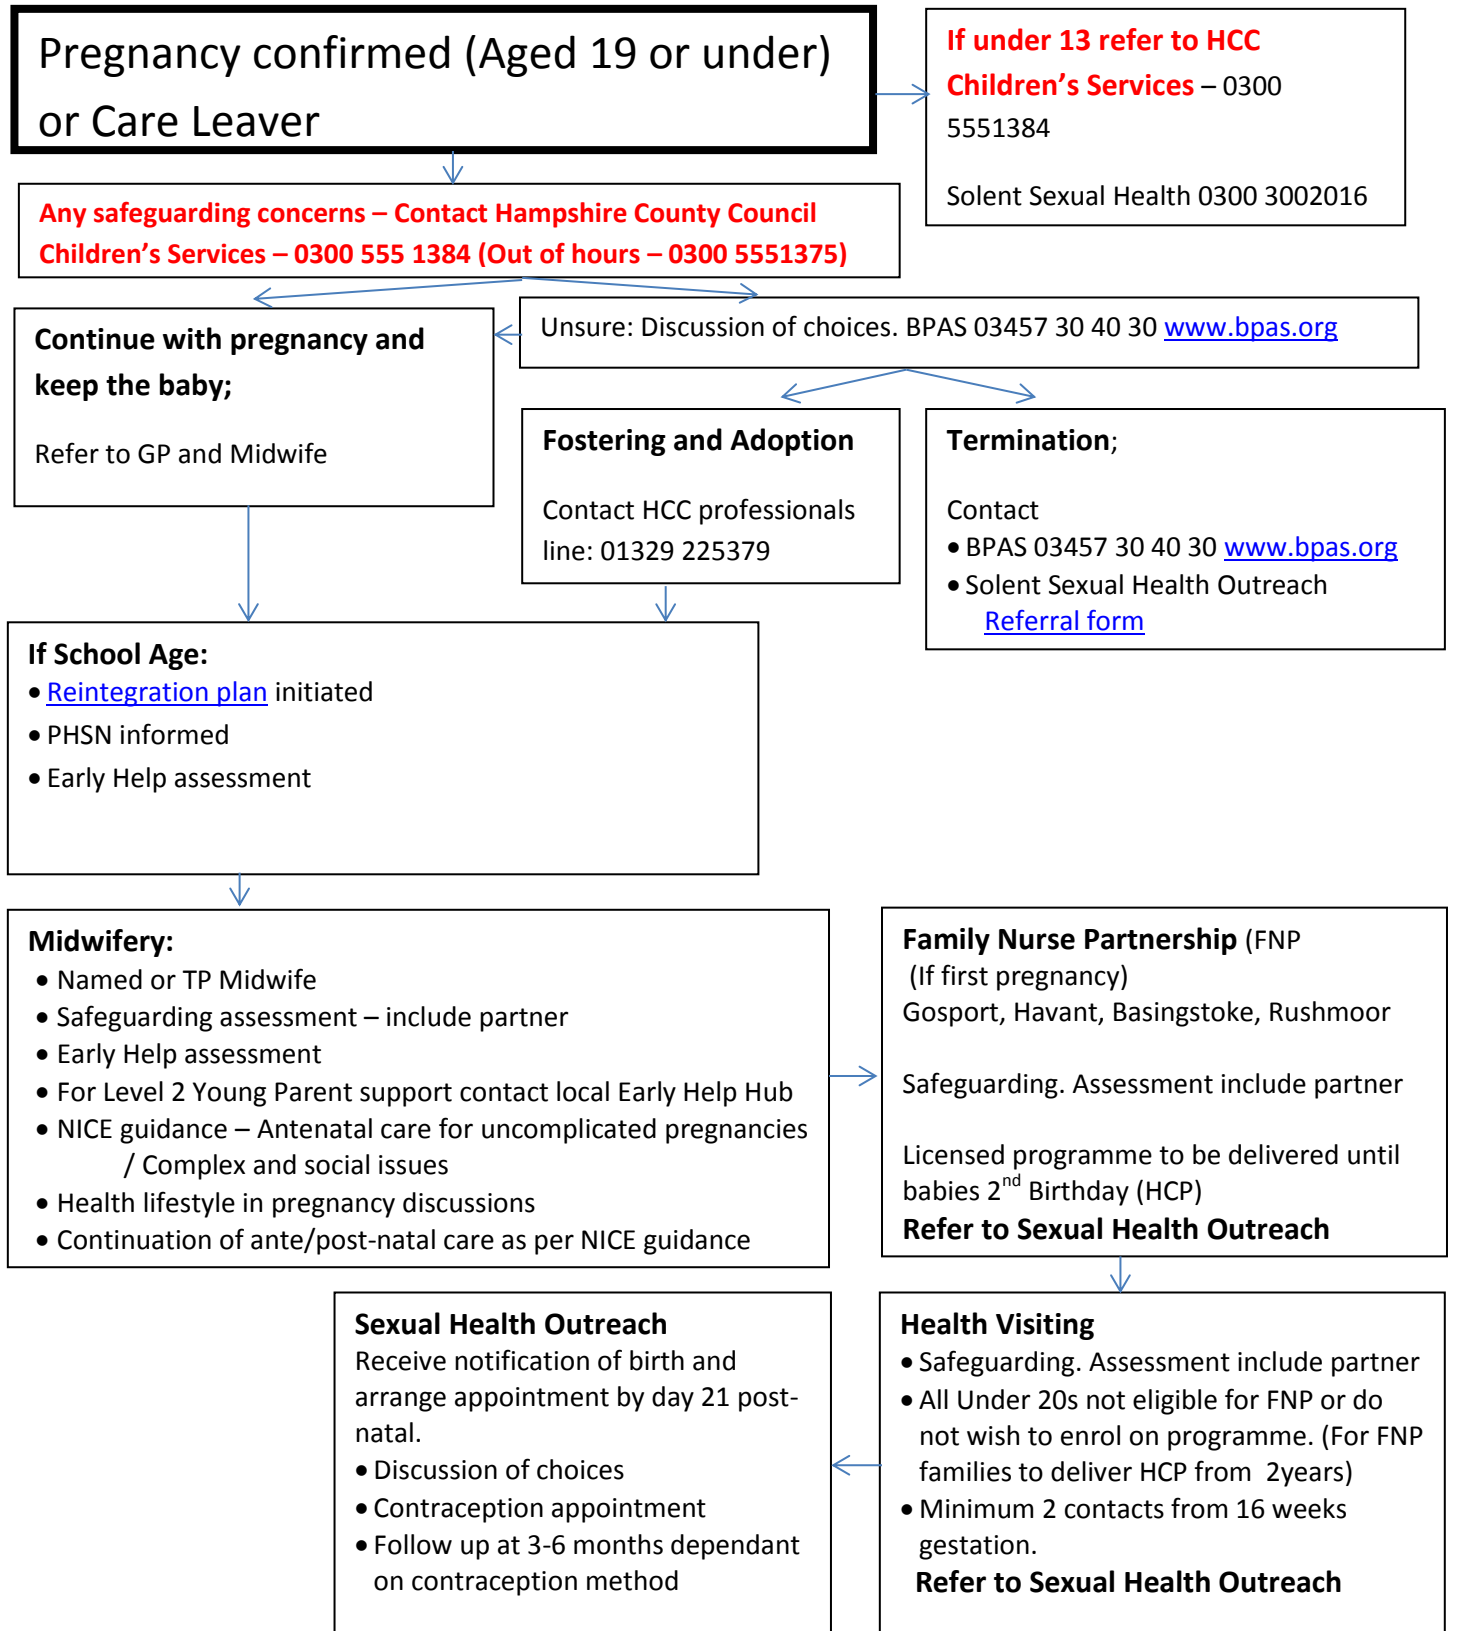 Pregnancy confirmed (Aged 19 or under)
or Care Leaver
If under 13 refer to HCC
Children’s Services – 0300
5551384
Solent Sexual Health 0300 3002016
Any safeguarding concerns – Contact Hampshire County Council
Children’s Services – 0300 555 1384 (Out of hours – 0300 5551375)
Continue with pregnancy and
keep the baby;
Refer to GP and Midwife
Unsure: Discussion of choices. BPAS 03457 30 40 30 www.bpas.org
Fostering and Adoption
Contact HCC professionals
line: 01329 225379
Termination;
Contact
• BPAS 03457 30 40 30 www.bpas.org
• Solent Sexual Health Outreach
Referral form
If School Age:
• Reintegration plan initiated
• PHSN informed
• Early Help assessment
Midwifery:
• Named or TP Midwife
• Safeguarding assessment – include partner
• Early Help assessment
• For Level 2 Young Parent support contact local Early Help Hub
• NICE guidance – Antenatal care for uncomplicated pregnancies
/ Complex and social issues
• Health lifestyle in pregnancy discussions
• Continuation of ante/post-natal care as per NICE guidance
Family Nurse Partnership (FNP
(If first pregnancy)
Gosport, Havant, Basingstoke, Rushmoor
Safeguarding. Assessment include partner
Licensed programme to be delivered until
babies 2nd Birthday (HCP)
Refer to Sexual Health Outreach
Sexual Health Outreach
Receive notification of birth and
arrange appointment by day 21 post-
natal.
• Discussion of choices
• Contraception appointment
• Follow up at 3-6 months dependant
on contraception method
Health Visiting
• Safeguarding. Assessment include partner
• All Under 20s not eligible for FNP or do
not wish to enrol on programme. (For FNP
families to deliver HCP from 2years)
• Minimum 2 contacts from 16 weeks
gestation.
Refer to Sexual Health Outreach